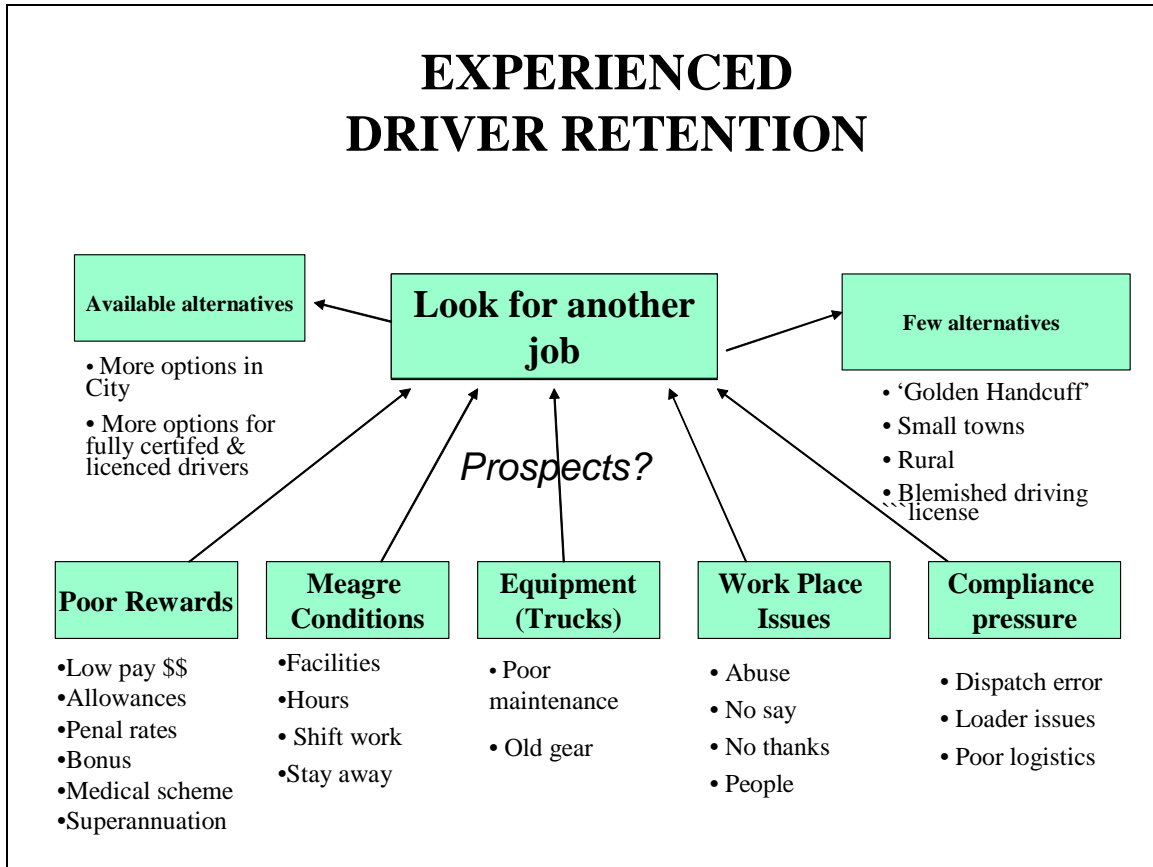 EXPERIENCED
DRIVER RETENTION
Available alternatives
• More options in
City
• More options for
fully certifed &
licenced drivers
Look for another
job
Few alternatives
• ‘Golden Handcuff’
• Small towns
• Rural
• Blemished driving
```license
Prospects?
Poor Rewards
•Low pay $$
•Allowances
•Penal rates
•Bonus
•Medical scheme
•Superannuation
Meagre
Conditions
•Facilities
•Hours
• Shift work
•Stay away
Equipment
(Trucks)
• Poor
maintenance
• Old gear
Work Place
Issues
• Abuse
• No say
• No thanks
• People
Compliance
pressure
• Dispatch error
• Loader issues
• Poor logistics